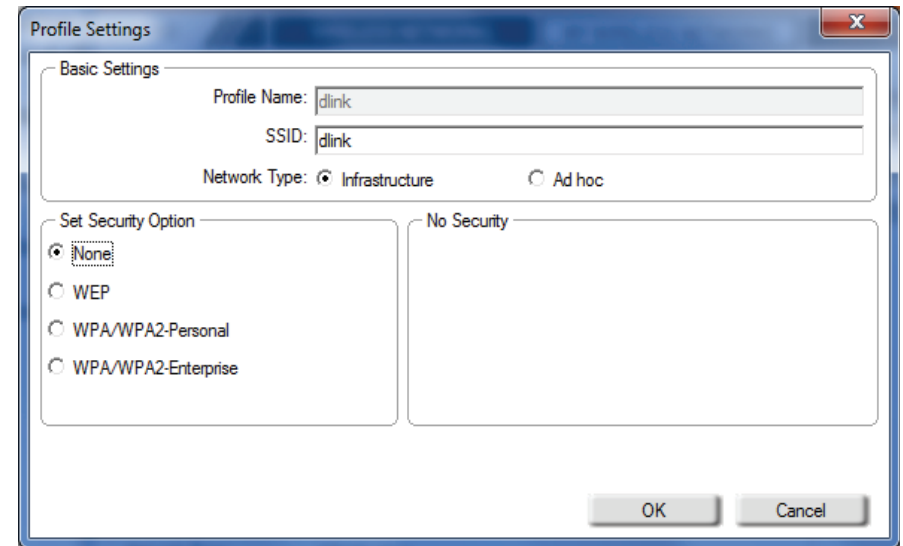 Profile Settings
x
Basic Settings
Profile Name: dlink
SSID: dlink
Network Type: Infrastructure Ad hoc
Set Security Option
None
WEP
WPA/WPA2-Personal
WPA/WPA2-Enterprise
No Security
OK Cancel